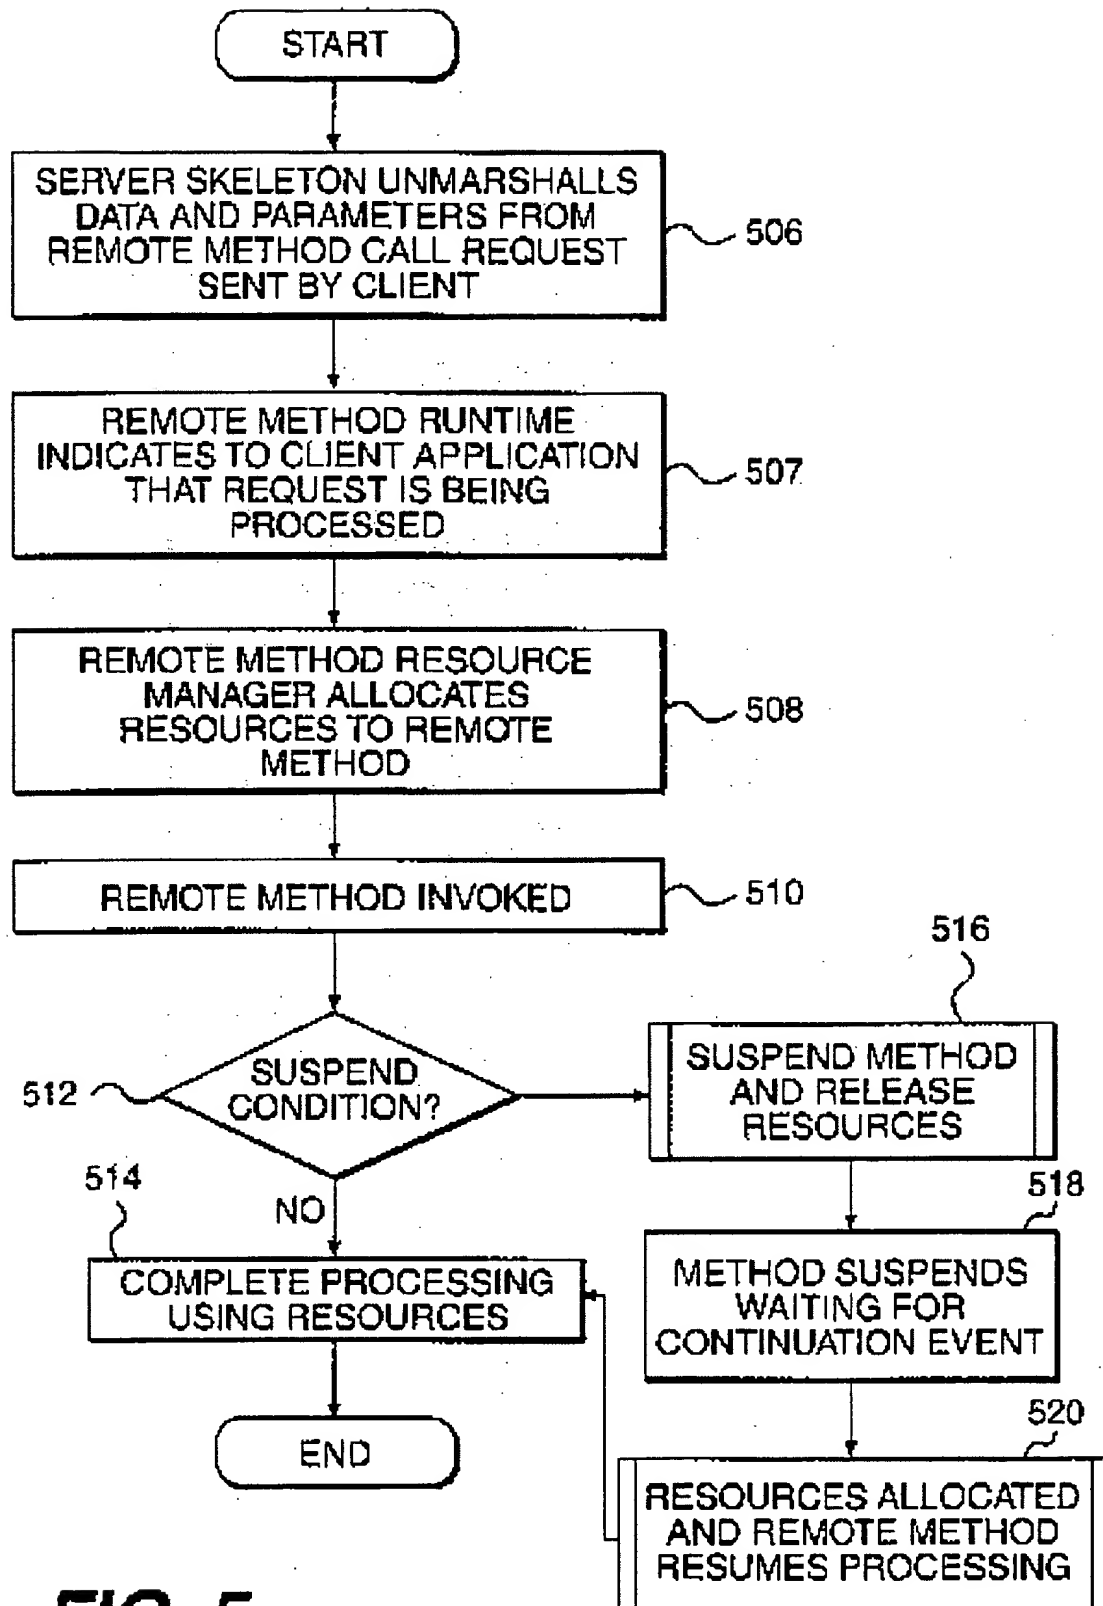 START
SERVER SKELETON UNMARSHALLS
DATA AND PARAMETERS FROM
REMOTE METHOD CALL REQUEST
SENT BY CLIENT
506
REMOTE METHOD RUNTIME
INDICATES TO CLIENT APPLICATION
THAT REQUEST IS BEING
PROCESSED
507
REMOTE METHOD RESOURCE
MANAGER ALLOCATES
RESOURCES TO REMOTE
METHOD
508
REMOTE METHOD INVOKED
510
516
SUSPEND
CONDITION?
512
SUSPEND METHOD
AND RELEASE
RESOURCES
514
NO
518
COMPLETE PROCESSING
USING RESOURCES
METHOD SUSPENDS
WAITING FOR
CONTINUATION EVENT
520
END
RESOURCES ALLOCATED
AND REMOTE METHOD
RESUMES PROCESSING
FIG. 5